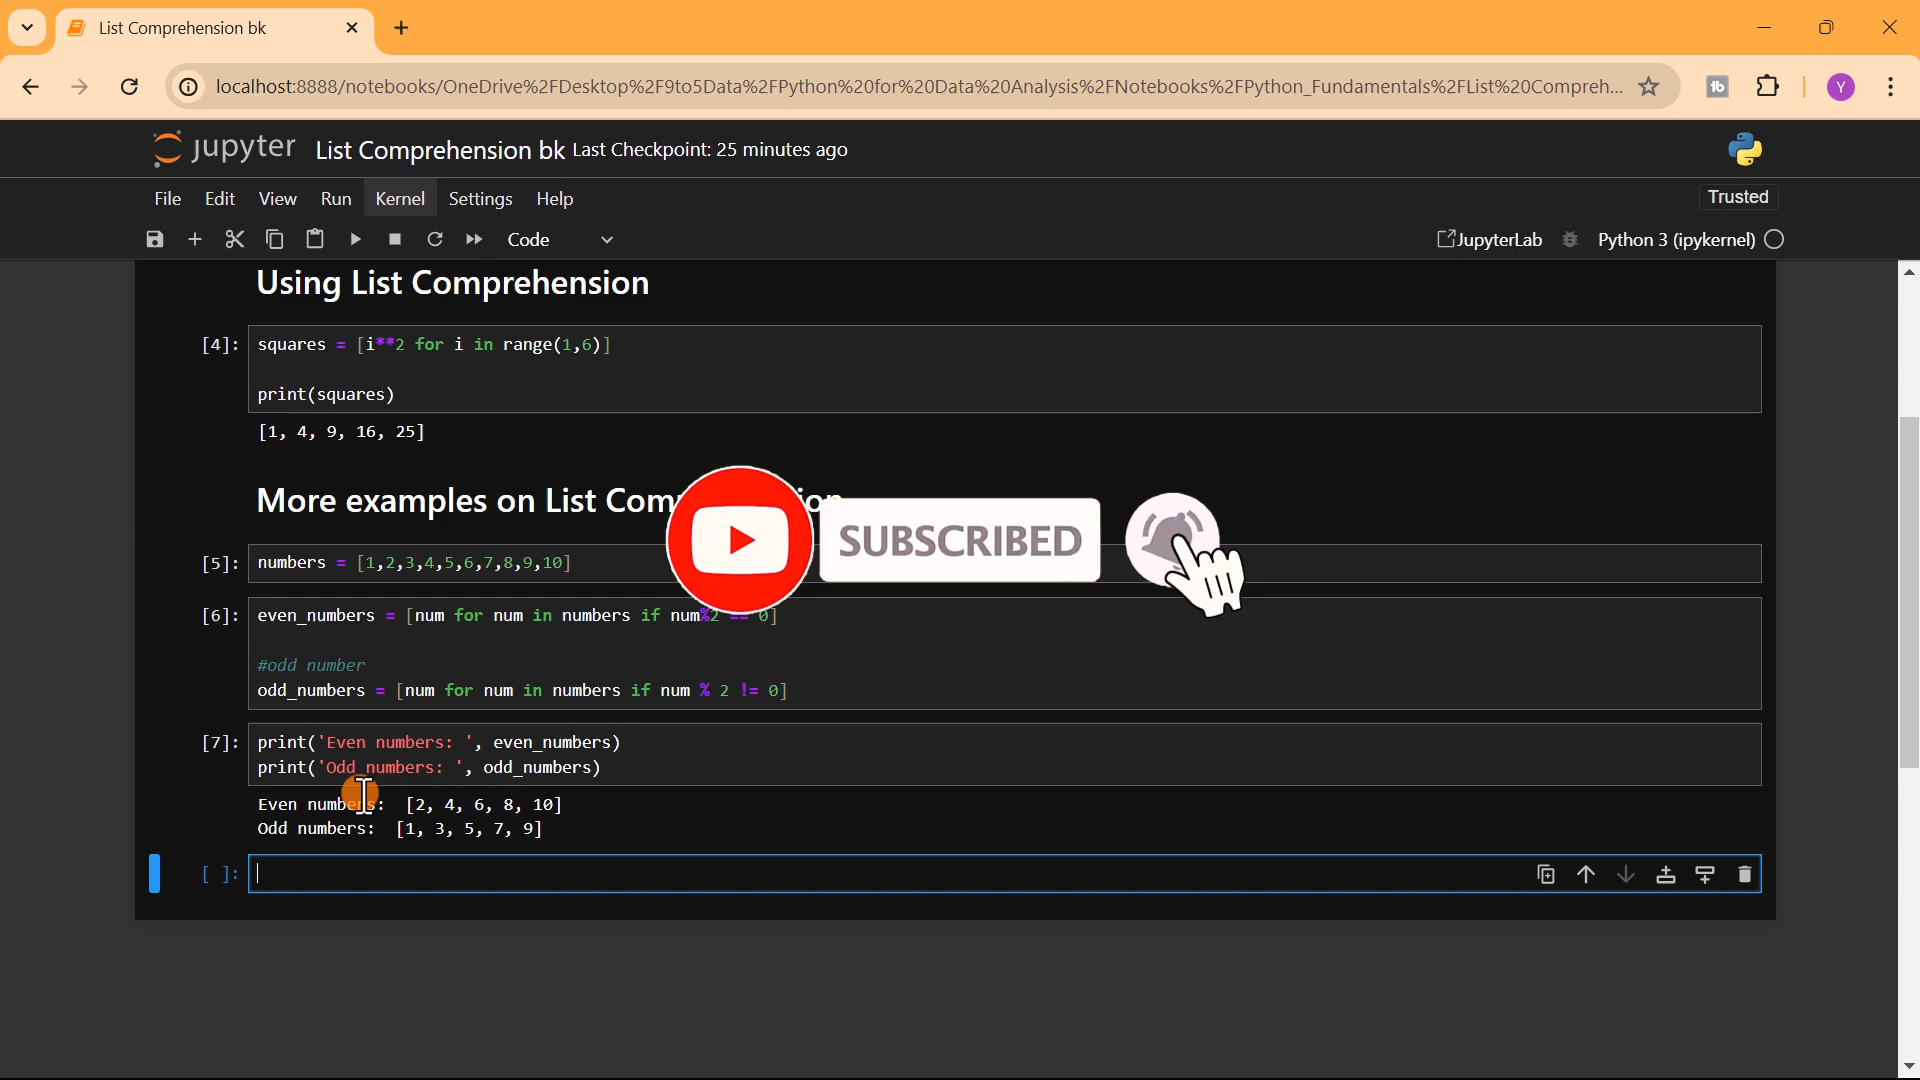 List Comprehension bk
localhost:8888/notebooks/OneDrive%2FDesktop%2F9to5Data%2FPython%20for%20Data%20Analysis%2FNotebooks%2FPython_Fundamentals%2FList%20Compreh...
Y
jupyter List Comprehension bk Last Checkpoint: 25 minutes ago
File Edit View Run Kernel Settings Help
Trusted
Code
JupyterLab Python 3 (ipykernel)
Using List Comprehension
[4]: squares = [i**2 for i in range(1,6)]
print(squares)
[1, 4, 9, 16, 25]
More examples on List Com ion
SUBSCRIBED
[5]: numbers = [1,2,3,4,5,6,7,8,9,10]
[6]: even_numbers = [num for num in numbers if num%2 == 0]
#odd number
odd_numbers = [num for num in numbers if num % 2 != 0]
[7]: print('Even numbers: ', even_numbers)
print('Odd numbers: ', odd_numbers)
Even numbers: [2, 4, 6, 8, 10]
Odd numbers: [1, 3, 5, 7, 9]
[ ]: